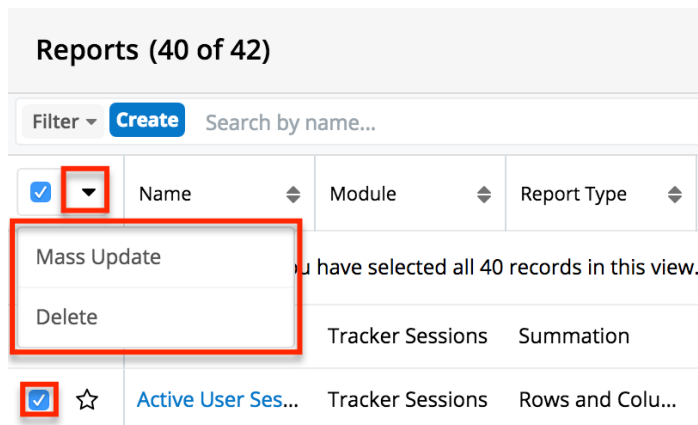 Reports (40 of 42)
Filter Create Search by name...
Name Module Report Type
Mass Update
u have selected all 40 records in this view.
Delete
Tracker Sessions Summation
Active User Ses... Tracker Sessions Rows and Colu...